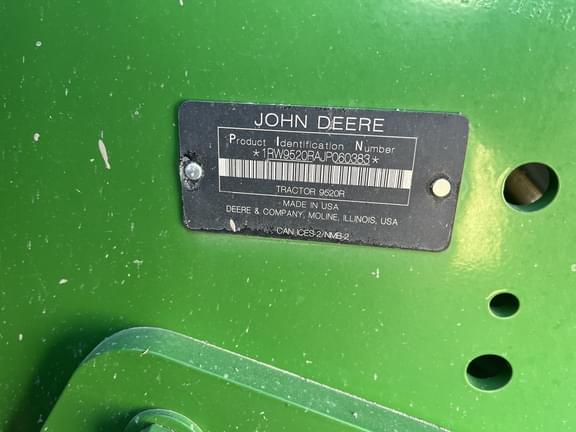 JOHN DEERE
Product Identification Number
*1RW9520RAJP060383*
TRACTOR 9520R
MADE IN USA
DEERE & COMPANY, MOLINE, ILLINOIS, USA
CAN ICES-2/NMB-2